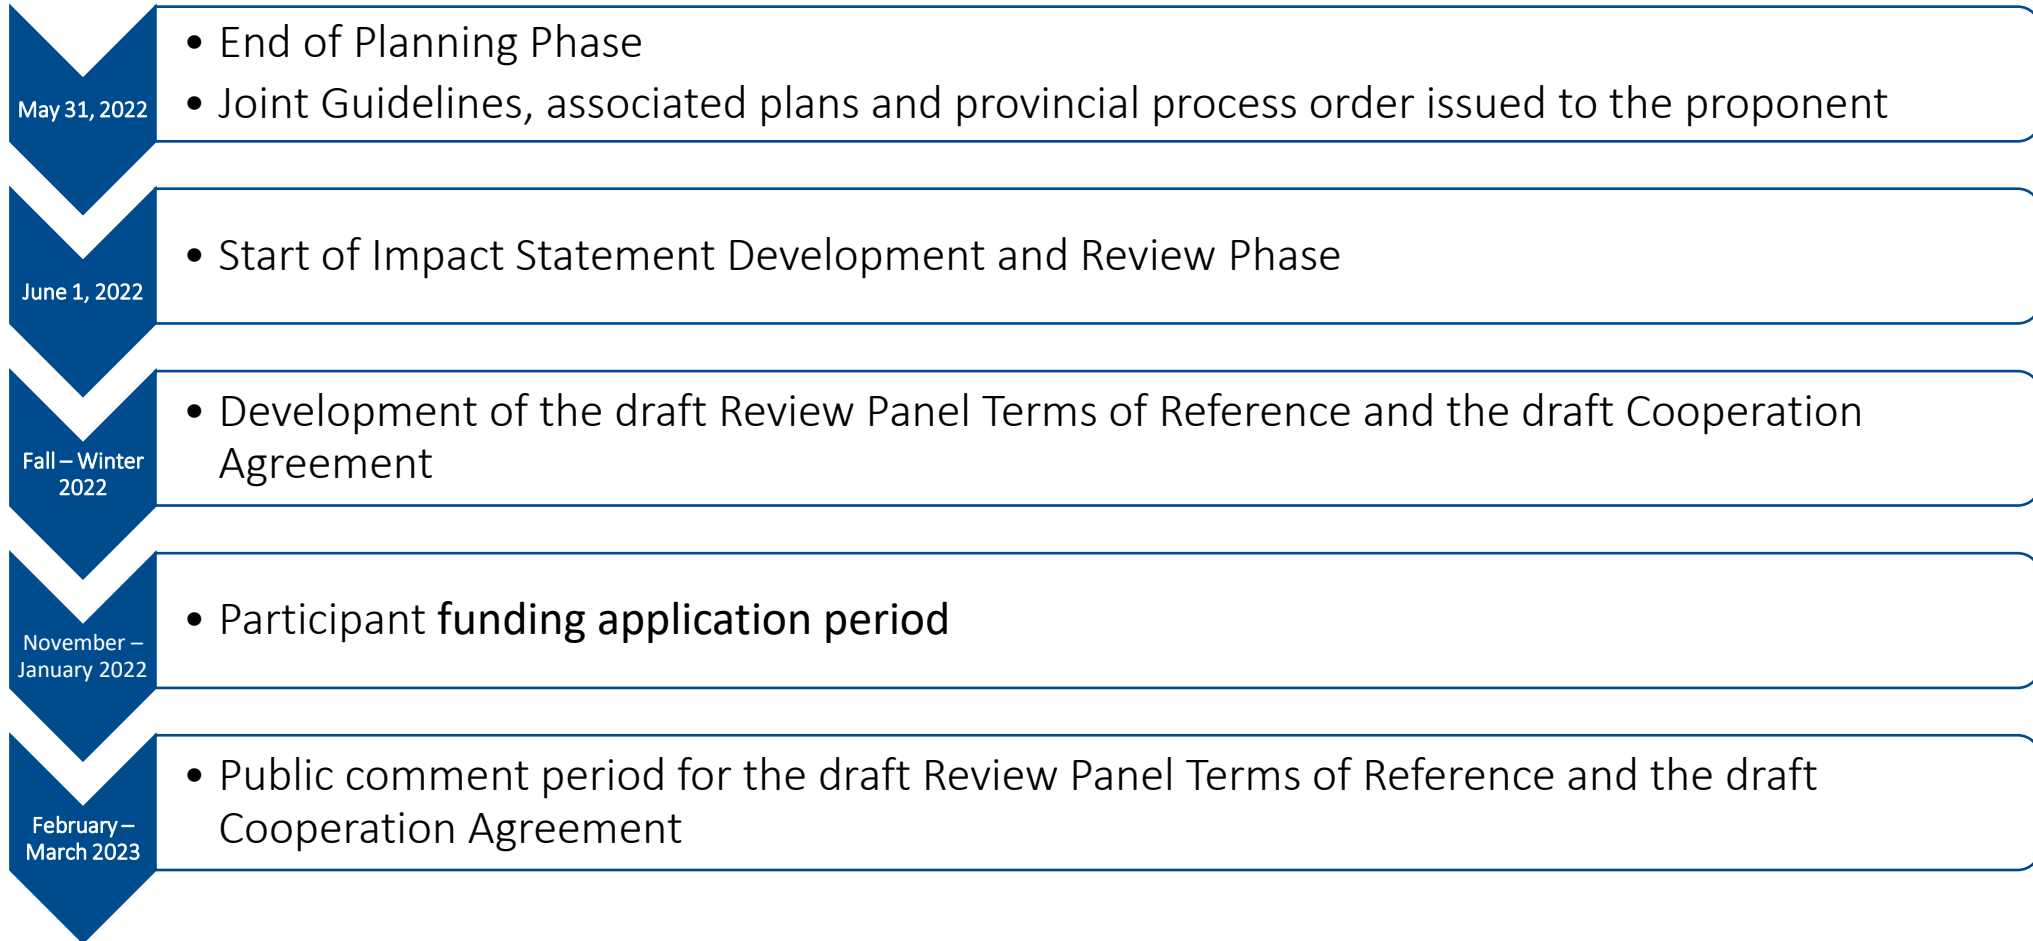 May 31, 2022
• End of Planning Phase
• Joint Guidelines, associated plans and provincial process order issued to the proponent
June 1, 2022
• Start of Impact Statement Development and Review Phase
Fall – Winter
2022
• Development of the draft Review Panel Terms of Reference and the draft Cooperation
Agreement
November –
January 2022
• Participant funding application period
February –
March 2023
• Public comment period for the draft Review Panel Terms of Reference and the draft
Cooperation Agreement